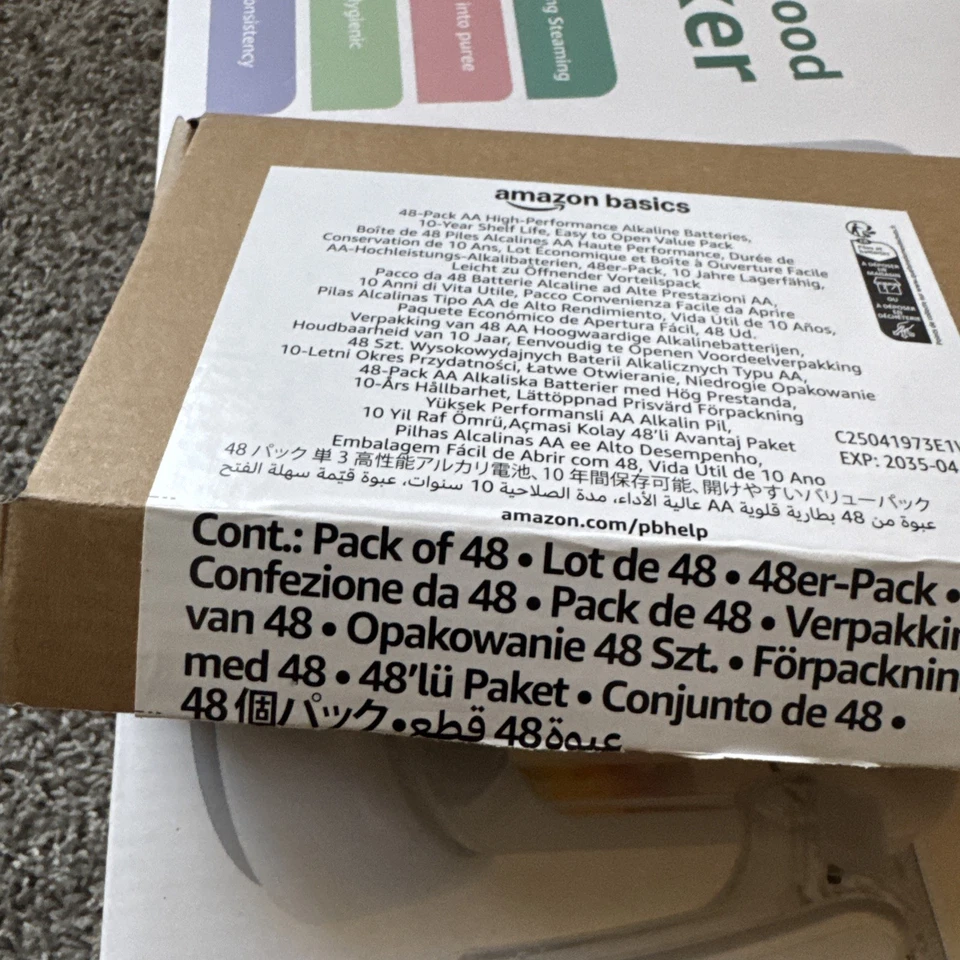 onsistency
ygienic
into puree
ng Steaming
ker
ood
amazon basics
48-Pack AA High-Performance Alkaline Batteries,
10-Year Shelf Life, Easy to Open Value Pack
Boîte de 48 Piles Alcalines AA Haute Performance, Durée de
Conservation de 10 Ans, Lot Économique et Boîte à Ouverture Facile
AA-Hochleistungs-Alkalibatterien, 48er-Pack, 10 Jahre Lagerfähig,
Leicht zu Öffnender Vorteilspack
Pacco da 48 Batterie Alcaline ad Alte Prestazioni AA,
10 Anni di Vita Utile, Pacco Convenienza Facile da Aprire
Pilas Alcalinas Tipo AA de Alto Rendimiento, Vida Útil de 10 Años,
Paquete Económico de Apertura Fácil, 48 Ud.
Verpakking van 48 AA Hoogwaardige Alkalinebatterijen,
Houdbaarheid van 10 Jaar, Eenvoudig te Openen Voordeelverpakking
48 Szt. Wysokowydajnych Baterii Alkalicznych Typu AA,
10-Letni Okres Przydatności, Łatwe Otwieranie, Niedrogie Opakowanie
48-Pack AA Alkaliska Batterier med Hög Prestanda,
10-Års Hållbarhet, Lättöppnad Prisvärd Förpackning
Yüksek Performanslı AA Alkalin Pil,
10 Yıl Raf Ömrü,Açması Kolay 48'li Avantaj Paket
Pilhas Alcalinas AA ee Alto Desempenho,
Embalagem Fácil de Abrir com 48, Vida Útil de 10 Ano
48 パック 単 3 高性能アルカリ電池、10 年間保存可能、開けやすいバリューパック
عبوة من 48 بطارية قلوية AA عالية الأداء، مدة الصلاحية 10 سنوات، عبوة قيّمة سهلة الفتح
amazon.com/pbhelp
C25041973E1
EXP: 2035-04
À DÉPOSER
EN
MAGASIN
OU
À DÉPOSER
EN
DÉCHÈTERIE
Cont.: Pack of 48 • Lot de 48 • 48er-Pack •
Confezione da 48 • Pack de 48 • Verpakkin
van 48 • Opakowanie 48 Szt. • Förpacknin
med 48 • 48'lü Paket • Conjunto de 48 •
48 個パック • عبوة 48 قطع